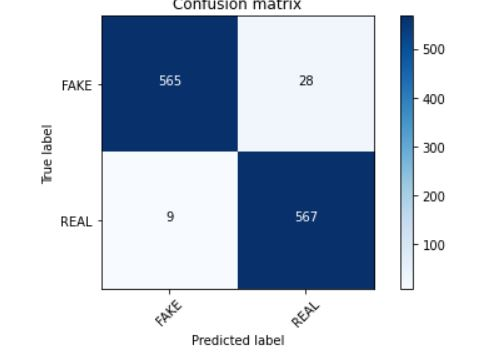 Confusion matrix
FAKE
565
28
REAL
9
567
True label
FAKE
REAL
Predicted label
500
400
300
200
100